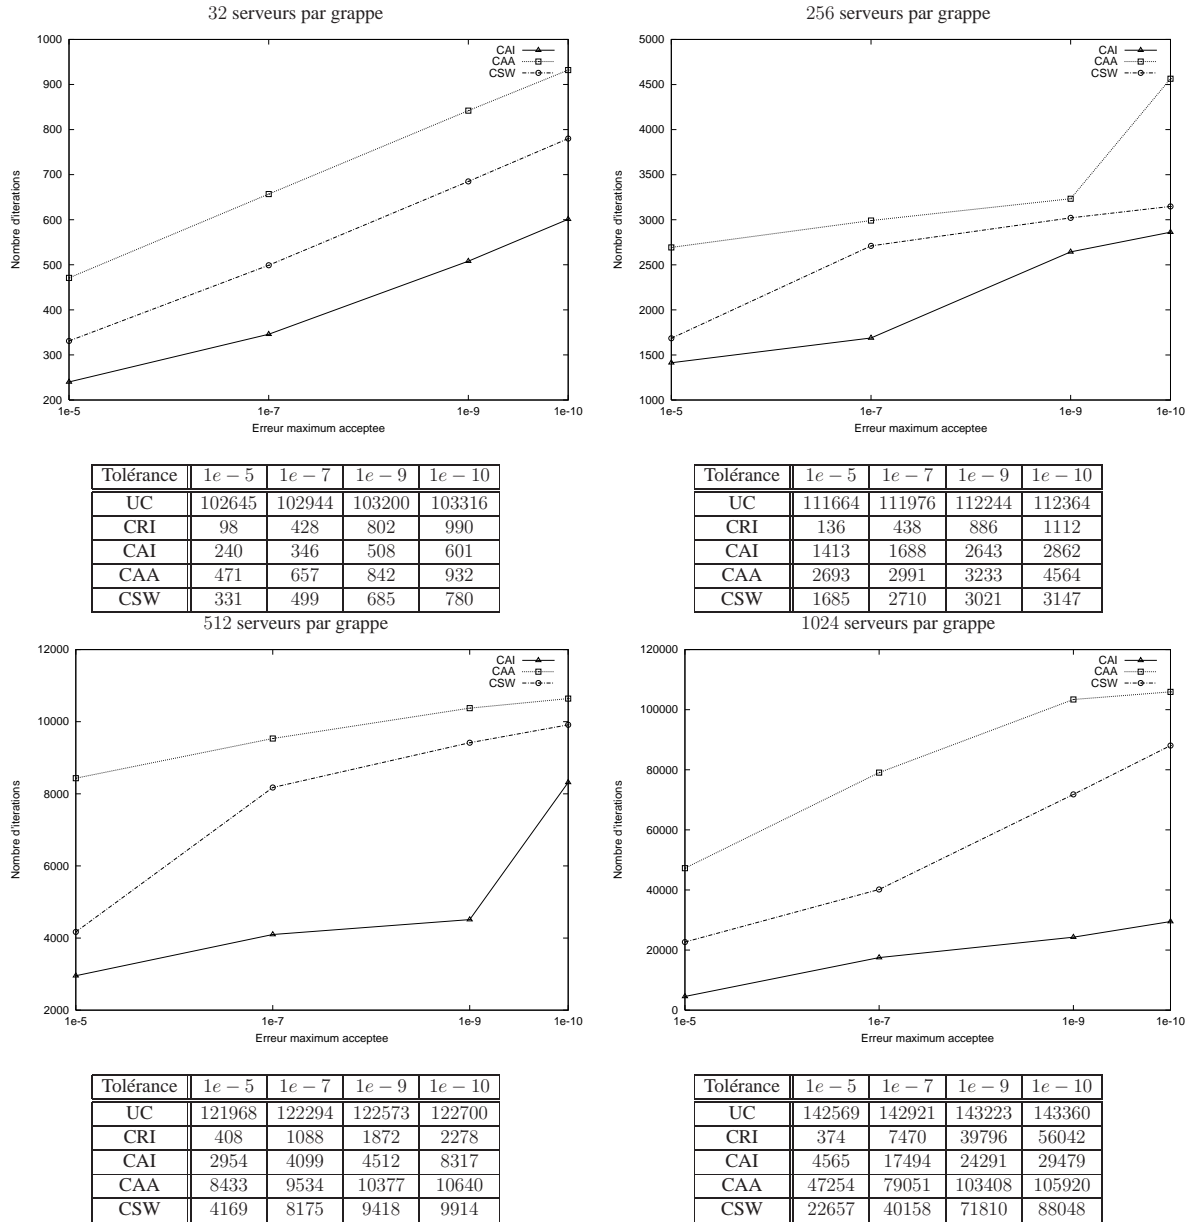 32 serveurs par grappe
1000
900
800
700
600
500
400
300
200
Nombre d'iterations
CAI
CAA
CSW
1e-5 1e-7 1e-9 1e-10
Erreur maximum acceptee
Tolérance 1e − 5 1e − 7 1e − 9 1e − 10
UC 102645 102944 103200 103316
CRI 98 428 802 990
CAI 240 346 508 601
CAA 471 657 842 932
CSW 331 499 685 780
256 serveurs par grappe
5000
4500
4000
3500
3000
2500
2000
1500
1000
Nombre d'iterations
CAI
CAA
CSW
1e-5 1e-7 1e-9 1e-10
Erreur maximum acceptee
Tolérance 1e − 5 1e − 7 1e − 9 1e − 10
UC 111664 111976 112244 112364
CRI 136 438 886 1112
CAI 1413 1688 2643 2862
CAA 2693 2991 3233 4564
CSW 1685 2710 3021 3147
512 serveurs par grappe
12000
10000
8000
6000
4000
2000
Nombre d'iterations
CAI
CAA
CSW
1e-5 1e-7 1e-9 1e-10
Erreur maximum acceptee
Tolérance 1e − 5 1e − 7 1e − 9 1e − 10
UC 121968 122294 122573 122700
CRI 408 1088 1872 2278
CAI 2954 4099 4512 8317
CAA 8433 9534 10377 10640
CSW 4169 8175 9418 9914
1024 serveurs par grappe
120000
100000
80000
60000
40000
20000
0
Nombre d'iterations
CAI
CAA
CSW
1e-5 1e-7 1e-9 1e-10
Erreur maximum acceptee
Tolérance 1e − 5 1e − 7 1e − 9 1e − 10
UC 142569 142921 143223 143360
CRI 374 7470 39796 56042
CAI 4565 17494 24291 29479
CAA 47254 79051 103408 105920
CSW 22657 40158 71810 88048